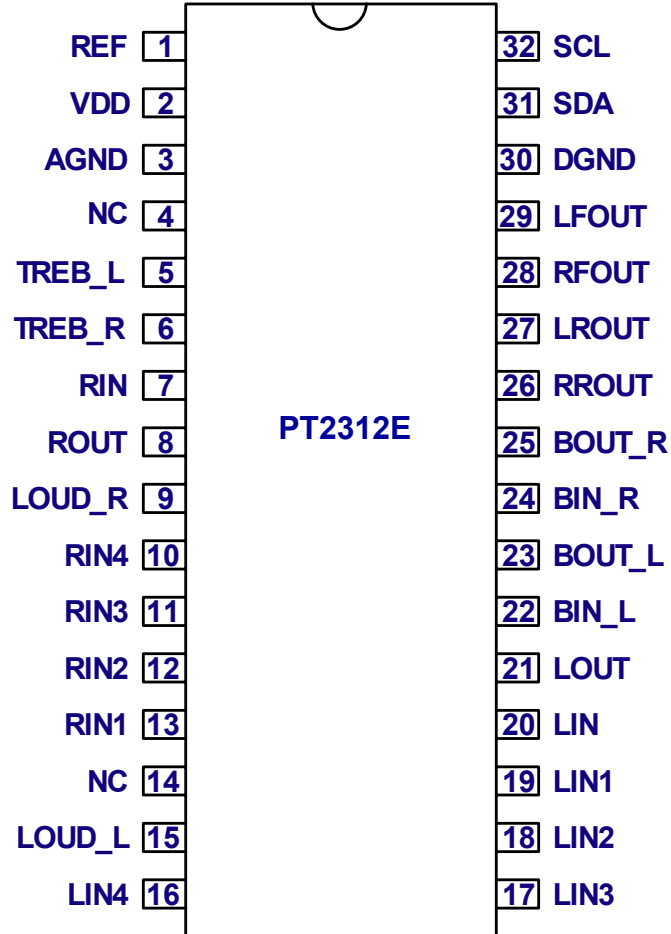 REF 1 32 SCL
VDD 2 31 SDA
AGND 3 30 DGND
NC 4 29 LFOUT
TREB_L 5 28 RFOUT
TREB_R 6 27 LROUT
RIN 7 26 RROUT
PT2312E
ROUT 8 25 BOUT_R
LOUD_R 9 24 BIN_R
RIN4 10 23 BOUT_L
RIN3 11 22 BIN_L
RIN2 12 21 LOUT
RIN1 13 20 LIN
NC 14 19 LIN1
LOUD_L 15 18 LIN2
LIN4 16 17 LIN3